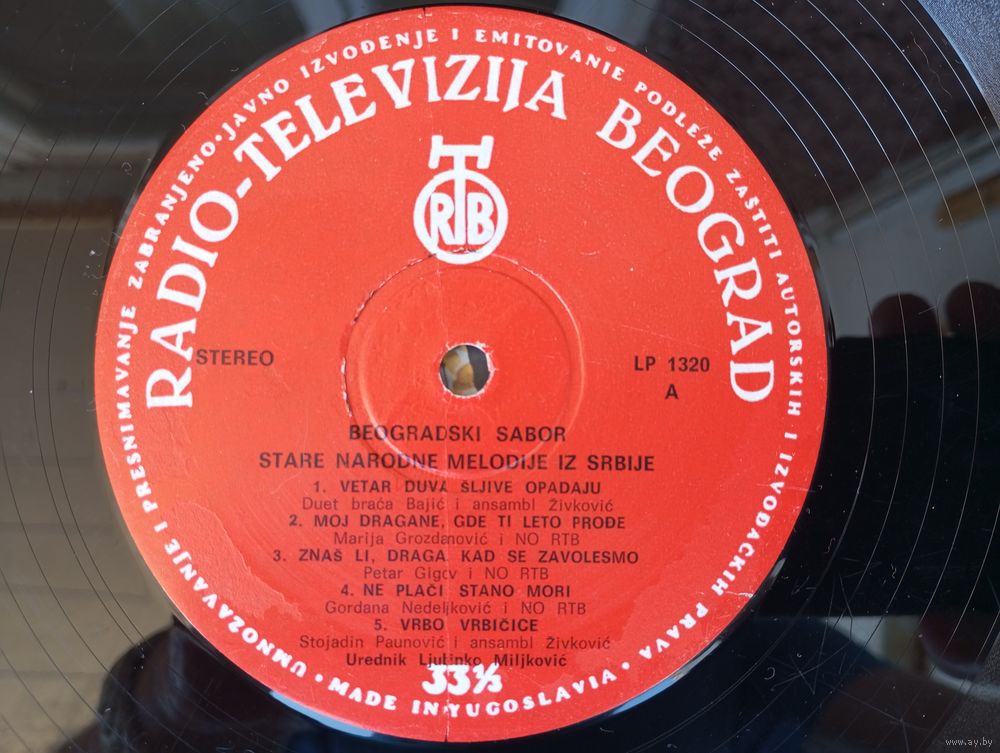 UMNOŽAVANJE I PRESNIMAVANJE ZABRANJENO • JAVNO IZVOĐENJE I EMITOVANJE PODLEŽE ZAŠTITI AUTORSKIH I IZVOĐAČKIH PRAVA •
RADIO-TELEVIZIJA BEOGRAD
RTB
STEREO
LP 1320
A
BEOGRADSKI SABOR
STARE NARODNE MELODIJE IZ SRBIJE
1. VETAR DUVA ŠLJIVE OPADAJU
Duet braća Bajić i ansambl Živković
2. MOJ DRAGANE, GDE TI LETO PROĐE
Marija Grozdanović i NO RTB
3. ZNAŠ LI, DRAGA, KAD SE ZAVOLESMO
Petar Gigov i NO RTB
4. NE PLAČI STANO MORI
Gordana Nedeljković i NO RTB
5. VRBO VRBIČICE
Stojadin Paunović i ansambl Živković
Urednik Ljubinko Miljković
33⅓
• MADE IN YUGOSLAVIA
www.ay.by